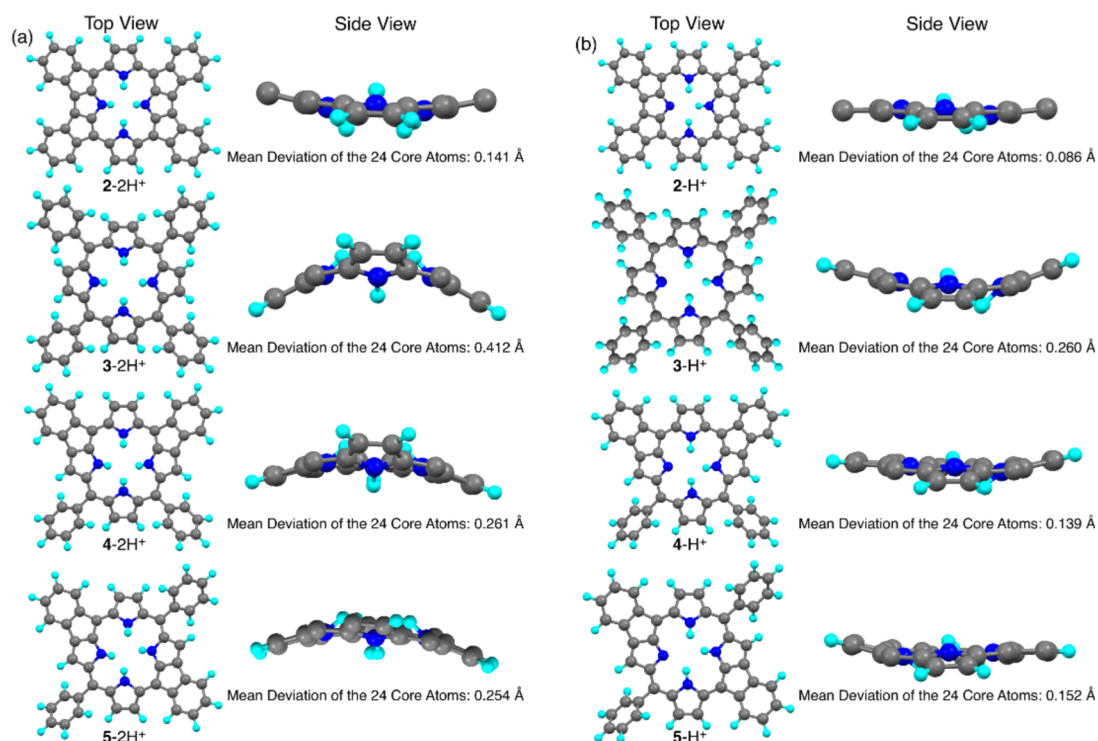 Top View Side View
(a)
2-2H⁺
Mean Deviation of the 24 Core Atoms: 0.141 Å
3-2H⁺
Mean Deviation of the 24 Core Atoms: 0.412 Å
4-2H⁺
Mean Deviation of the 24 Core Atoms: 0.261 Å
5-2H⁺
Mean Deviation of the 24 Core Atoms: 0.254 Å
Top View Side View
(b)
2-H⁺
Mean Deviation of the 24 Core Atoms: 0.086 Å
3-H⁺
Mean Deviation of the 24 Core Atoms: 0.260 Å
4-H⁺
Mean Deviation of the 24 Core Atoms: 0.139 Å
5-H⁺
Mean Deviation of the 24 Core Atoms: 0.152 Å